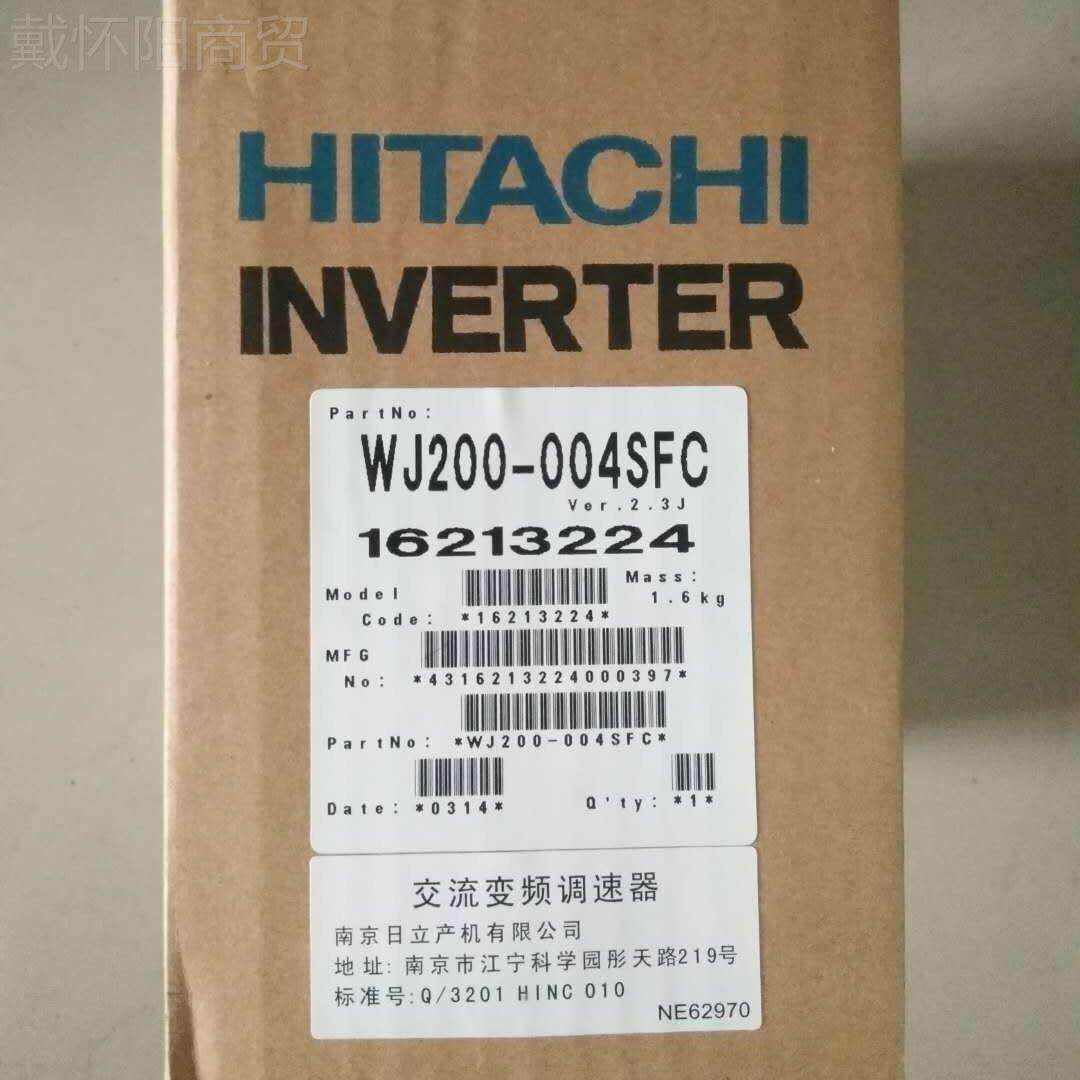 戴怀阳商贸
HITACHI
INVERTER
PartNo:
WJ200-004SFC
Ver.2.3J
16213224
Model
Code: *16213224*
Mass:
1.6kg
MFG
No: *43162132240003​97*
PartNo: *WJ200-004SFC*
Date: *0314* Q'ty: *1*
交流变频调速器
南京日立产机有限公司
地址: 南京市江宁科学园彤天路219号
标准号:Q/3201 HINC 010
NE62970